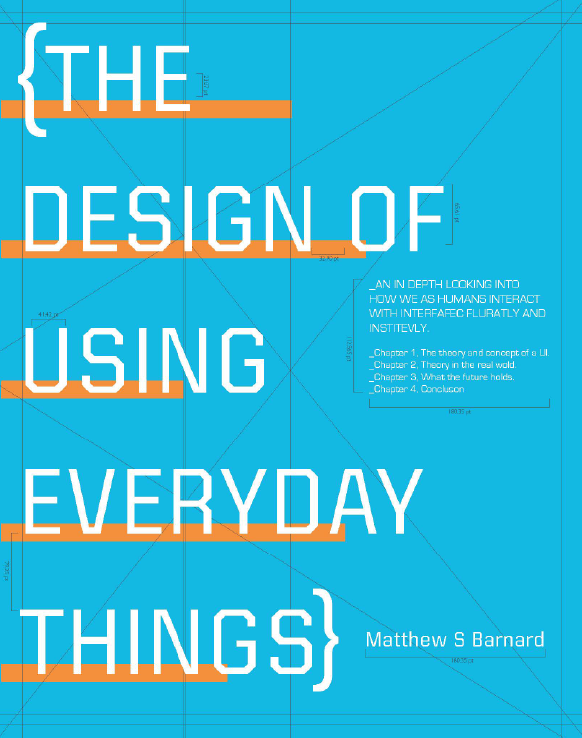 {THE
DESIGN OF
USING
EVERYDAY
THINGS}
_AN IN DEPTH LOOKING INTO
HOW WE AS HUMANS INTERACT
WITH INTERFAFEC FLURATLY AND
INSTITEVLY.
_Chapter 1, The theory and concept of a UI.
_Chapter 2, Theory in the real wold.
_Chapter 3, What the future holds.
_Chapter 4, Concluson
Matthew S Barnard